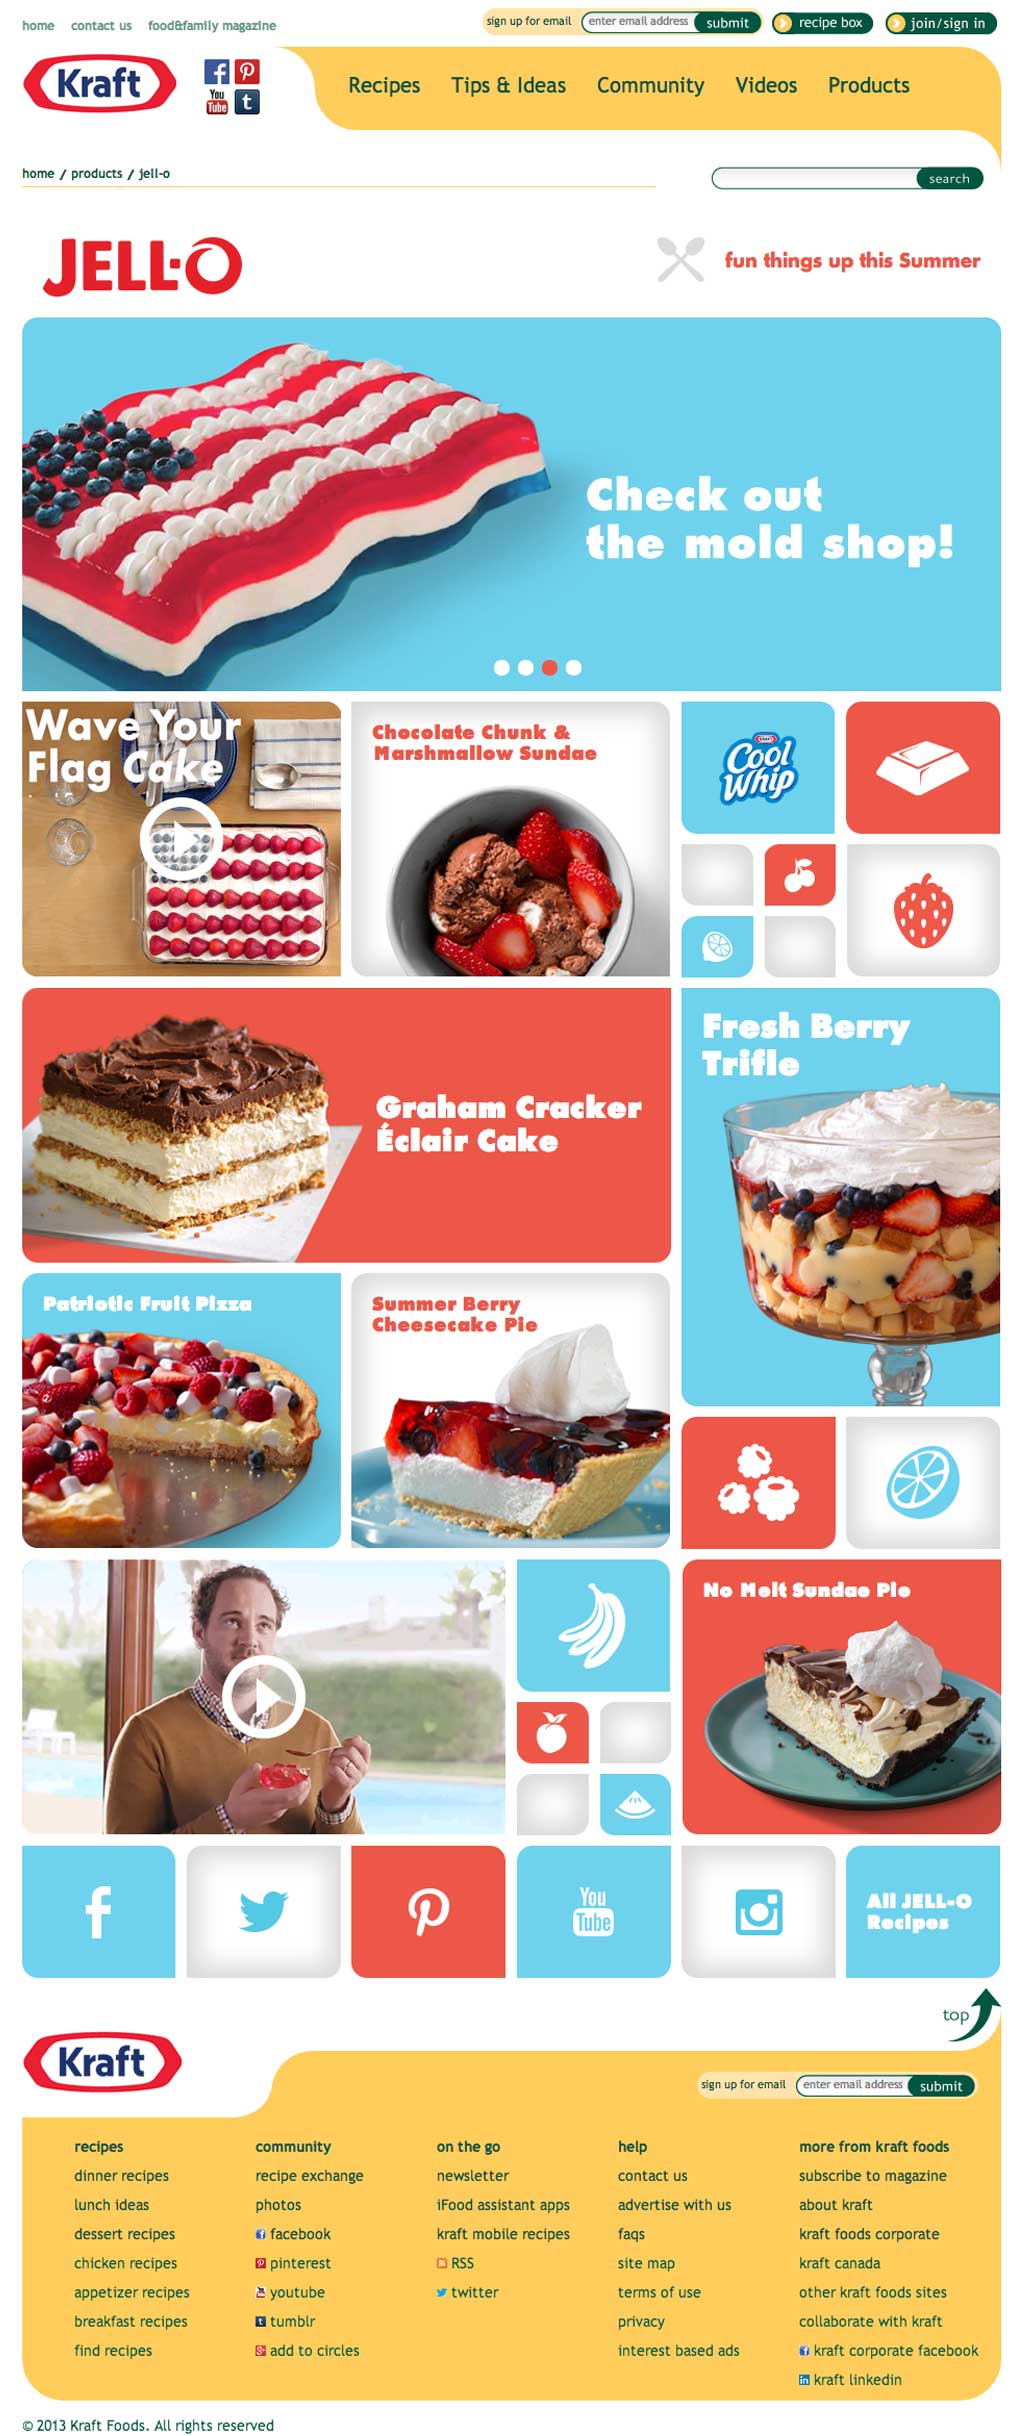 home contact us food&family magazine
sign up for email enter email address submit recipe box join/sign in
Kraft
You
Tube
Recipes Tips & Ideas Community Videos Products
home / products / jell-o
search
JELL-O
fun things up this Summer
Check out
the mold shop!
Wave Your
Flag Cake
Chocolate Chunk &
Marshmallow Sundae
KRAFT
Cool
Whip
Graham Cracker
Éclair Cake
Fresh Berry
Trifle
Patriotic Fruit Pizza
Summer Berry
Cheesecake Pie
No Melt Sundae Pie
You
Tube
All JELL-O
Recipes
top
Kraft
sign up for email enter email address submit
recipes
dinner recipes
lunch ideas
dessert recipes
chicken recipes
appetizer recipes
breakfast recipes
find recipes
community
recipe exchange
photos
facebook
pinterest
youtube
tumblr
add to circles
on the go
newsletter
iFood assistant apps
kraft mobile recipes
RSS
twitter
help
contact us
advertise with us
faqs
site map
terms of use
privacy
interest based ads
more from kraft foods
subscribe to magazine
about kraft
kraft foods corporate
kraft canada
other kraft foods sites
collaborate with kraft
kraft corporate facebook
kraft linkedin
© 2013 Kraft Foods. All rights reserved